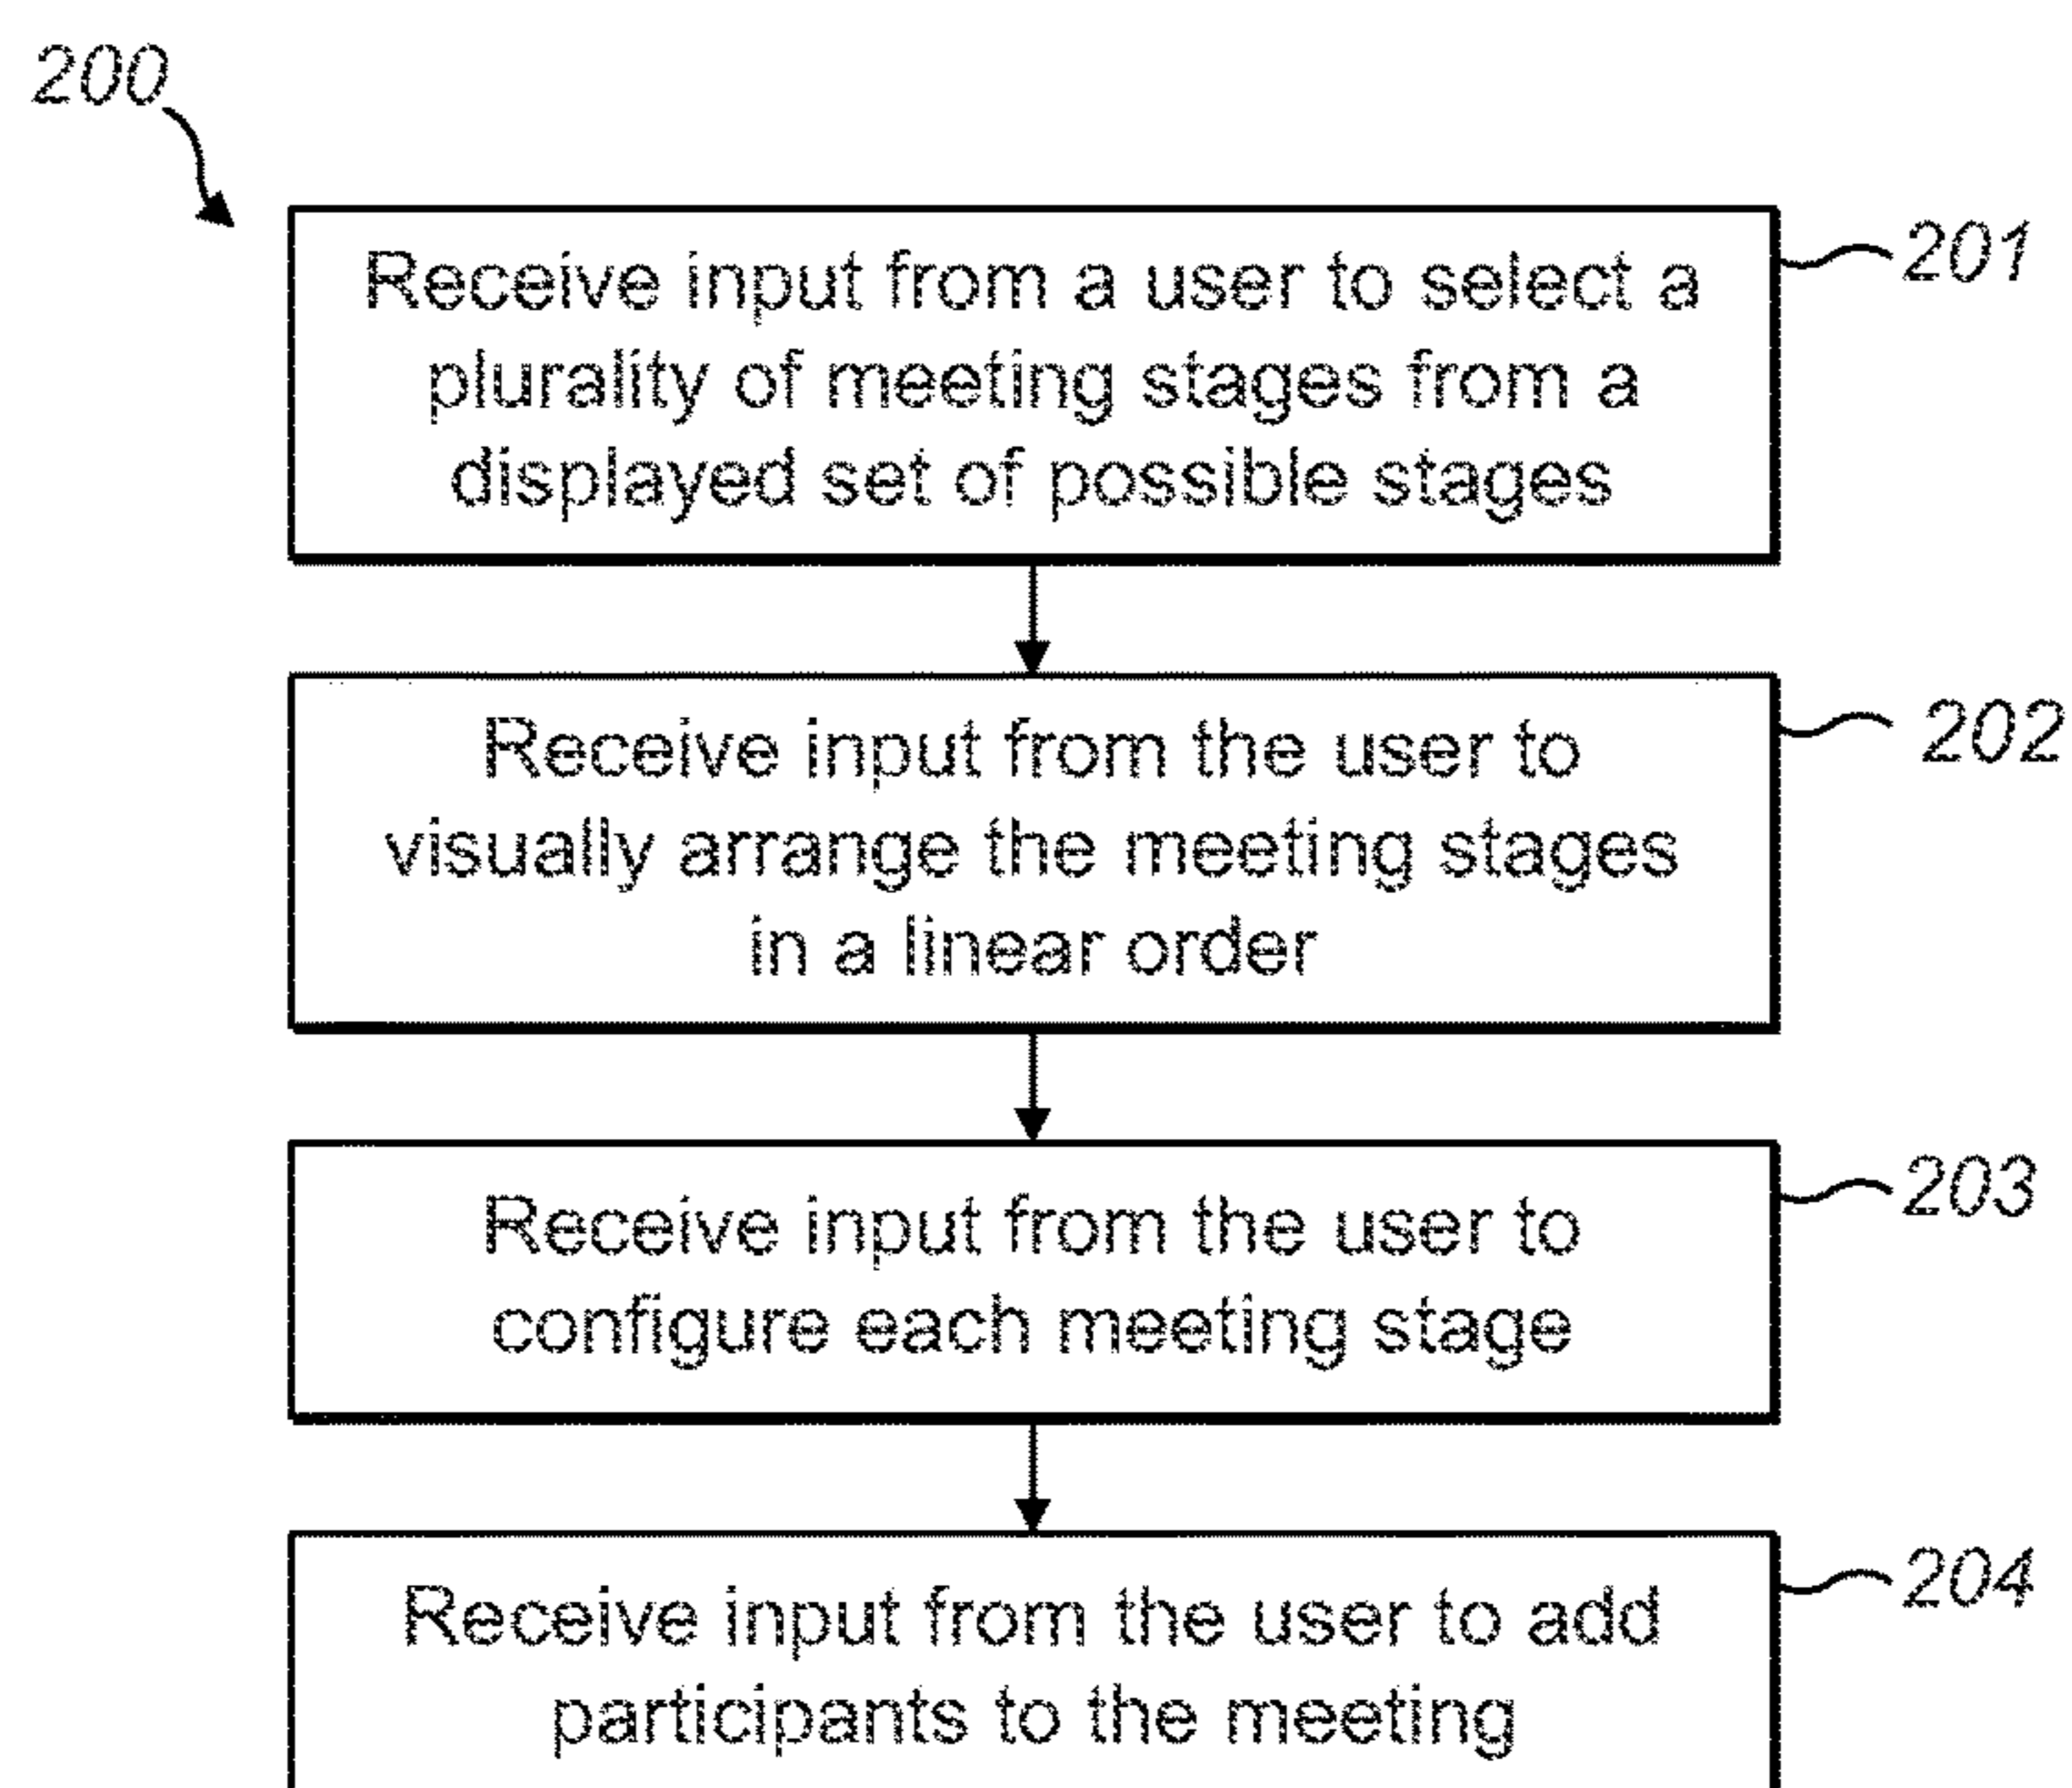 200
Receive input from a user to select a
plurality of meeting stages from a
displayed set of possible stages
201
Receive input from the user to
visually arrange the meeting stages
in a linear order
202
Receive input from the user to
configure each meeting stage
203
Receive input from the user to add
participants to the meeting
204